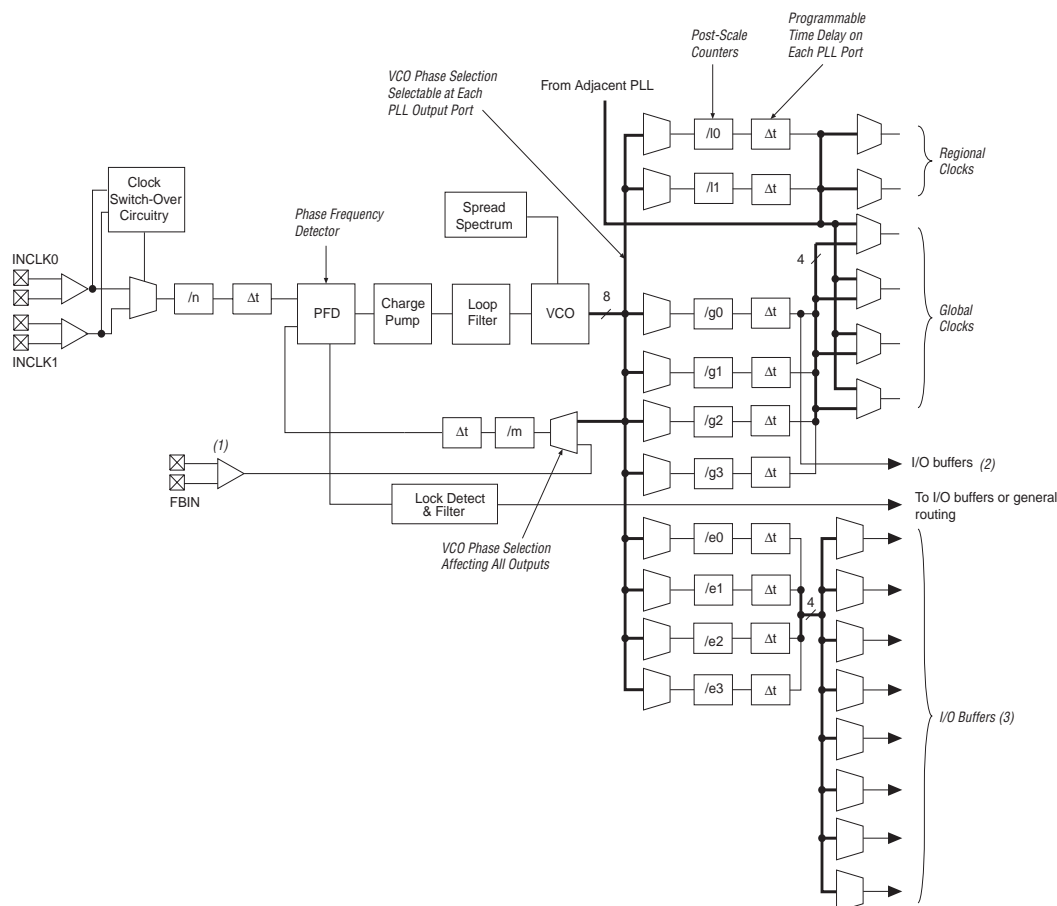 Post-Scale
Counters
Programmable
Time Delay on
Each PLL Port
VCO Phase Selection
Selectable at Each
PLL Output Port
From Adjacent PLL
/l0
Δt
/l1
Δt
Regional
Clocks
Clock
Switch-Over
Circuitry
Spread
Spectrum
Phase Frequency
Detector
4
INCLK0
INCLK1
/n
Δt
PFD
Charge
Pump
Loop
Filter
VCO
8
/g0
Δt
Global
Clocks
/g1
Δt
/g2
Δt
/g3
Δt
Δt
/m
(1)
FBIN
I/O buffers (2)
Lock Detect
& Filter
To I/O buffers or general
routing
VCO Phase Selection
Affecting All Outputs
/e0
Δt
/e1
Δt
4
/e2
Δt
/e3
Δt
I/O Buffers (3)